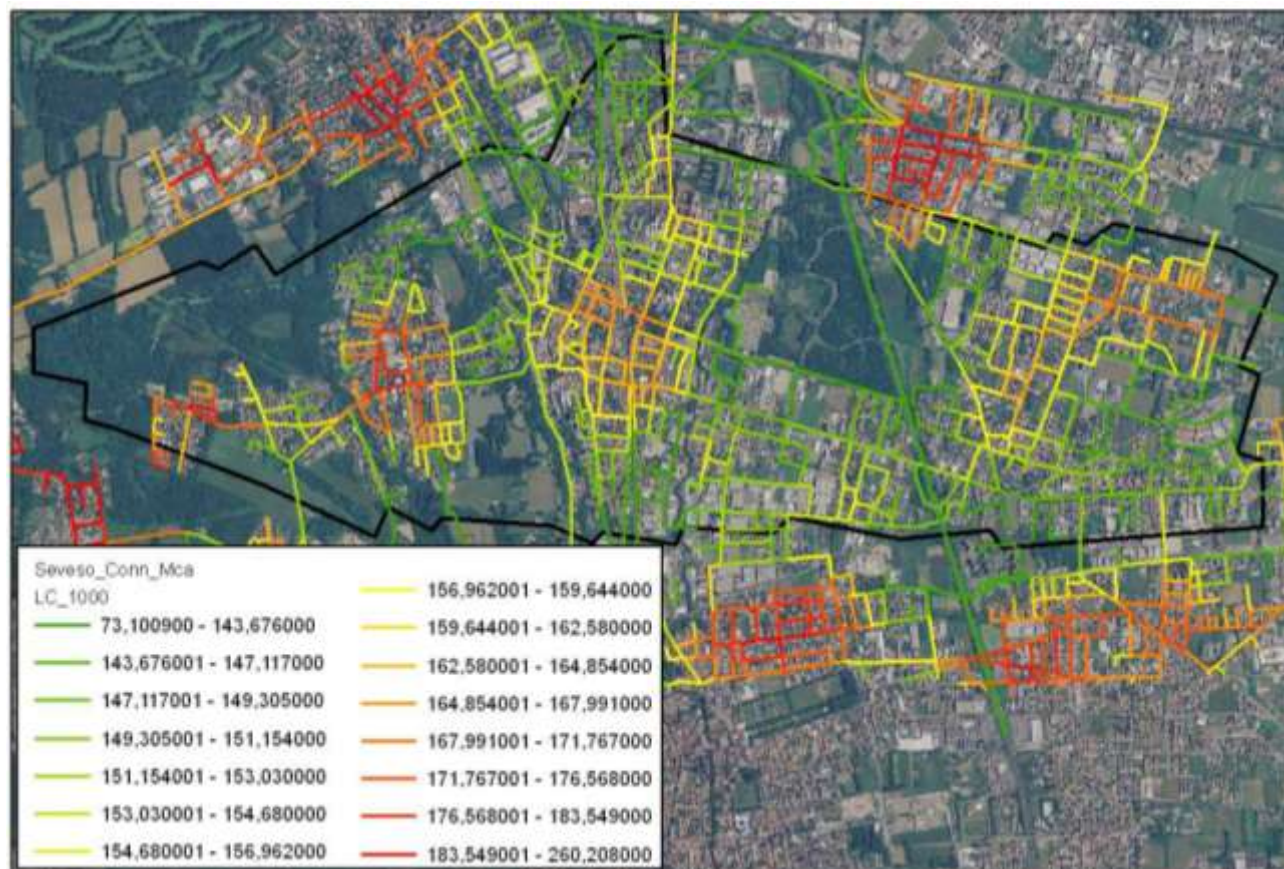 Seveso_Conn_Mca
LC_1000
73,100900 - 143,676000
143,676001 - 147,117000
147,117001 - 149,305000
149,305001 - 151,154000
151,154001 - 153,030000
153,030001 - 154,680000
154,680001 - 156,962000
156,962001 - 159,644000
159,644001 - 162,580000
162,580001 - 164,854000
164,854001 - 167,991000
167,991001 - 171,767000
171,767001 - 176,568000
176,568001 - 183,549000
183,549001 - 260,208000